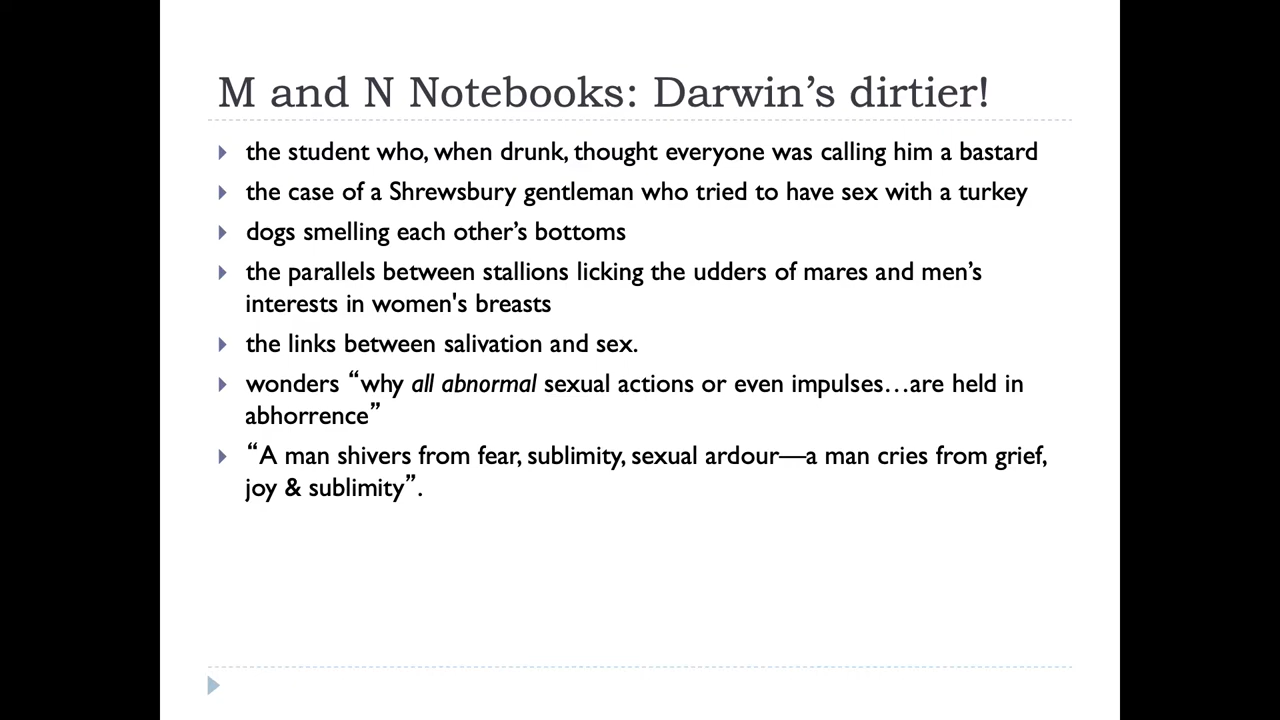 M and N Notebooks: Darwin’s dirtier!
the student who, when drunk, thought everyone was calling him a bastard
the case of a Shrewsbury gentleman who tried to have sex with a turkey
dogs smelling each other’s bottoms
the parallels between stallions licking the udders of mares and men’s
interests in women's breasts
the links between salivation and sex.
wonders “why all abnormal sexual actions or even impulses…are held in
abhorrence”
“A man shivers from fear, sublimity, sexual ardour—a man cries from grief,
joy & sublimity”.